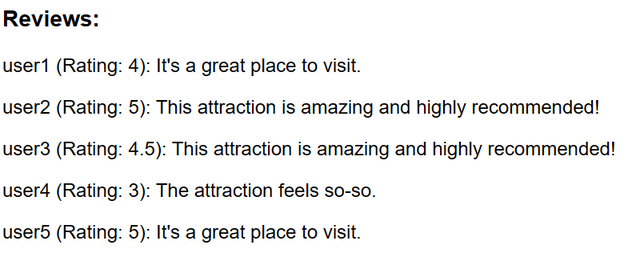 Reviews:
user1 (Rating: 4): It's a great place to visit.
user2 (Rating: 5): This attraction is amazing and highly recommended!
user3 (Rating: 4.5): This attraction is amazing and highly recommended!
user4 (Rating: 3): The attraction feels so-so.
user5 (Rating: 5): It's a great place to visit.